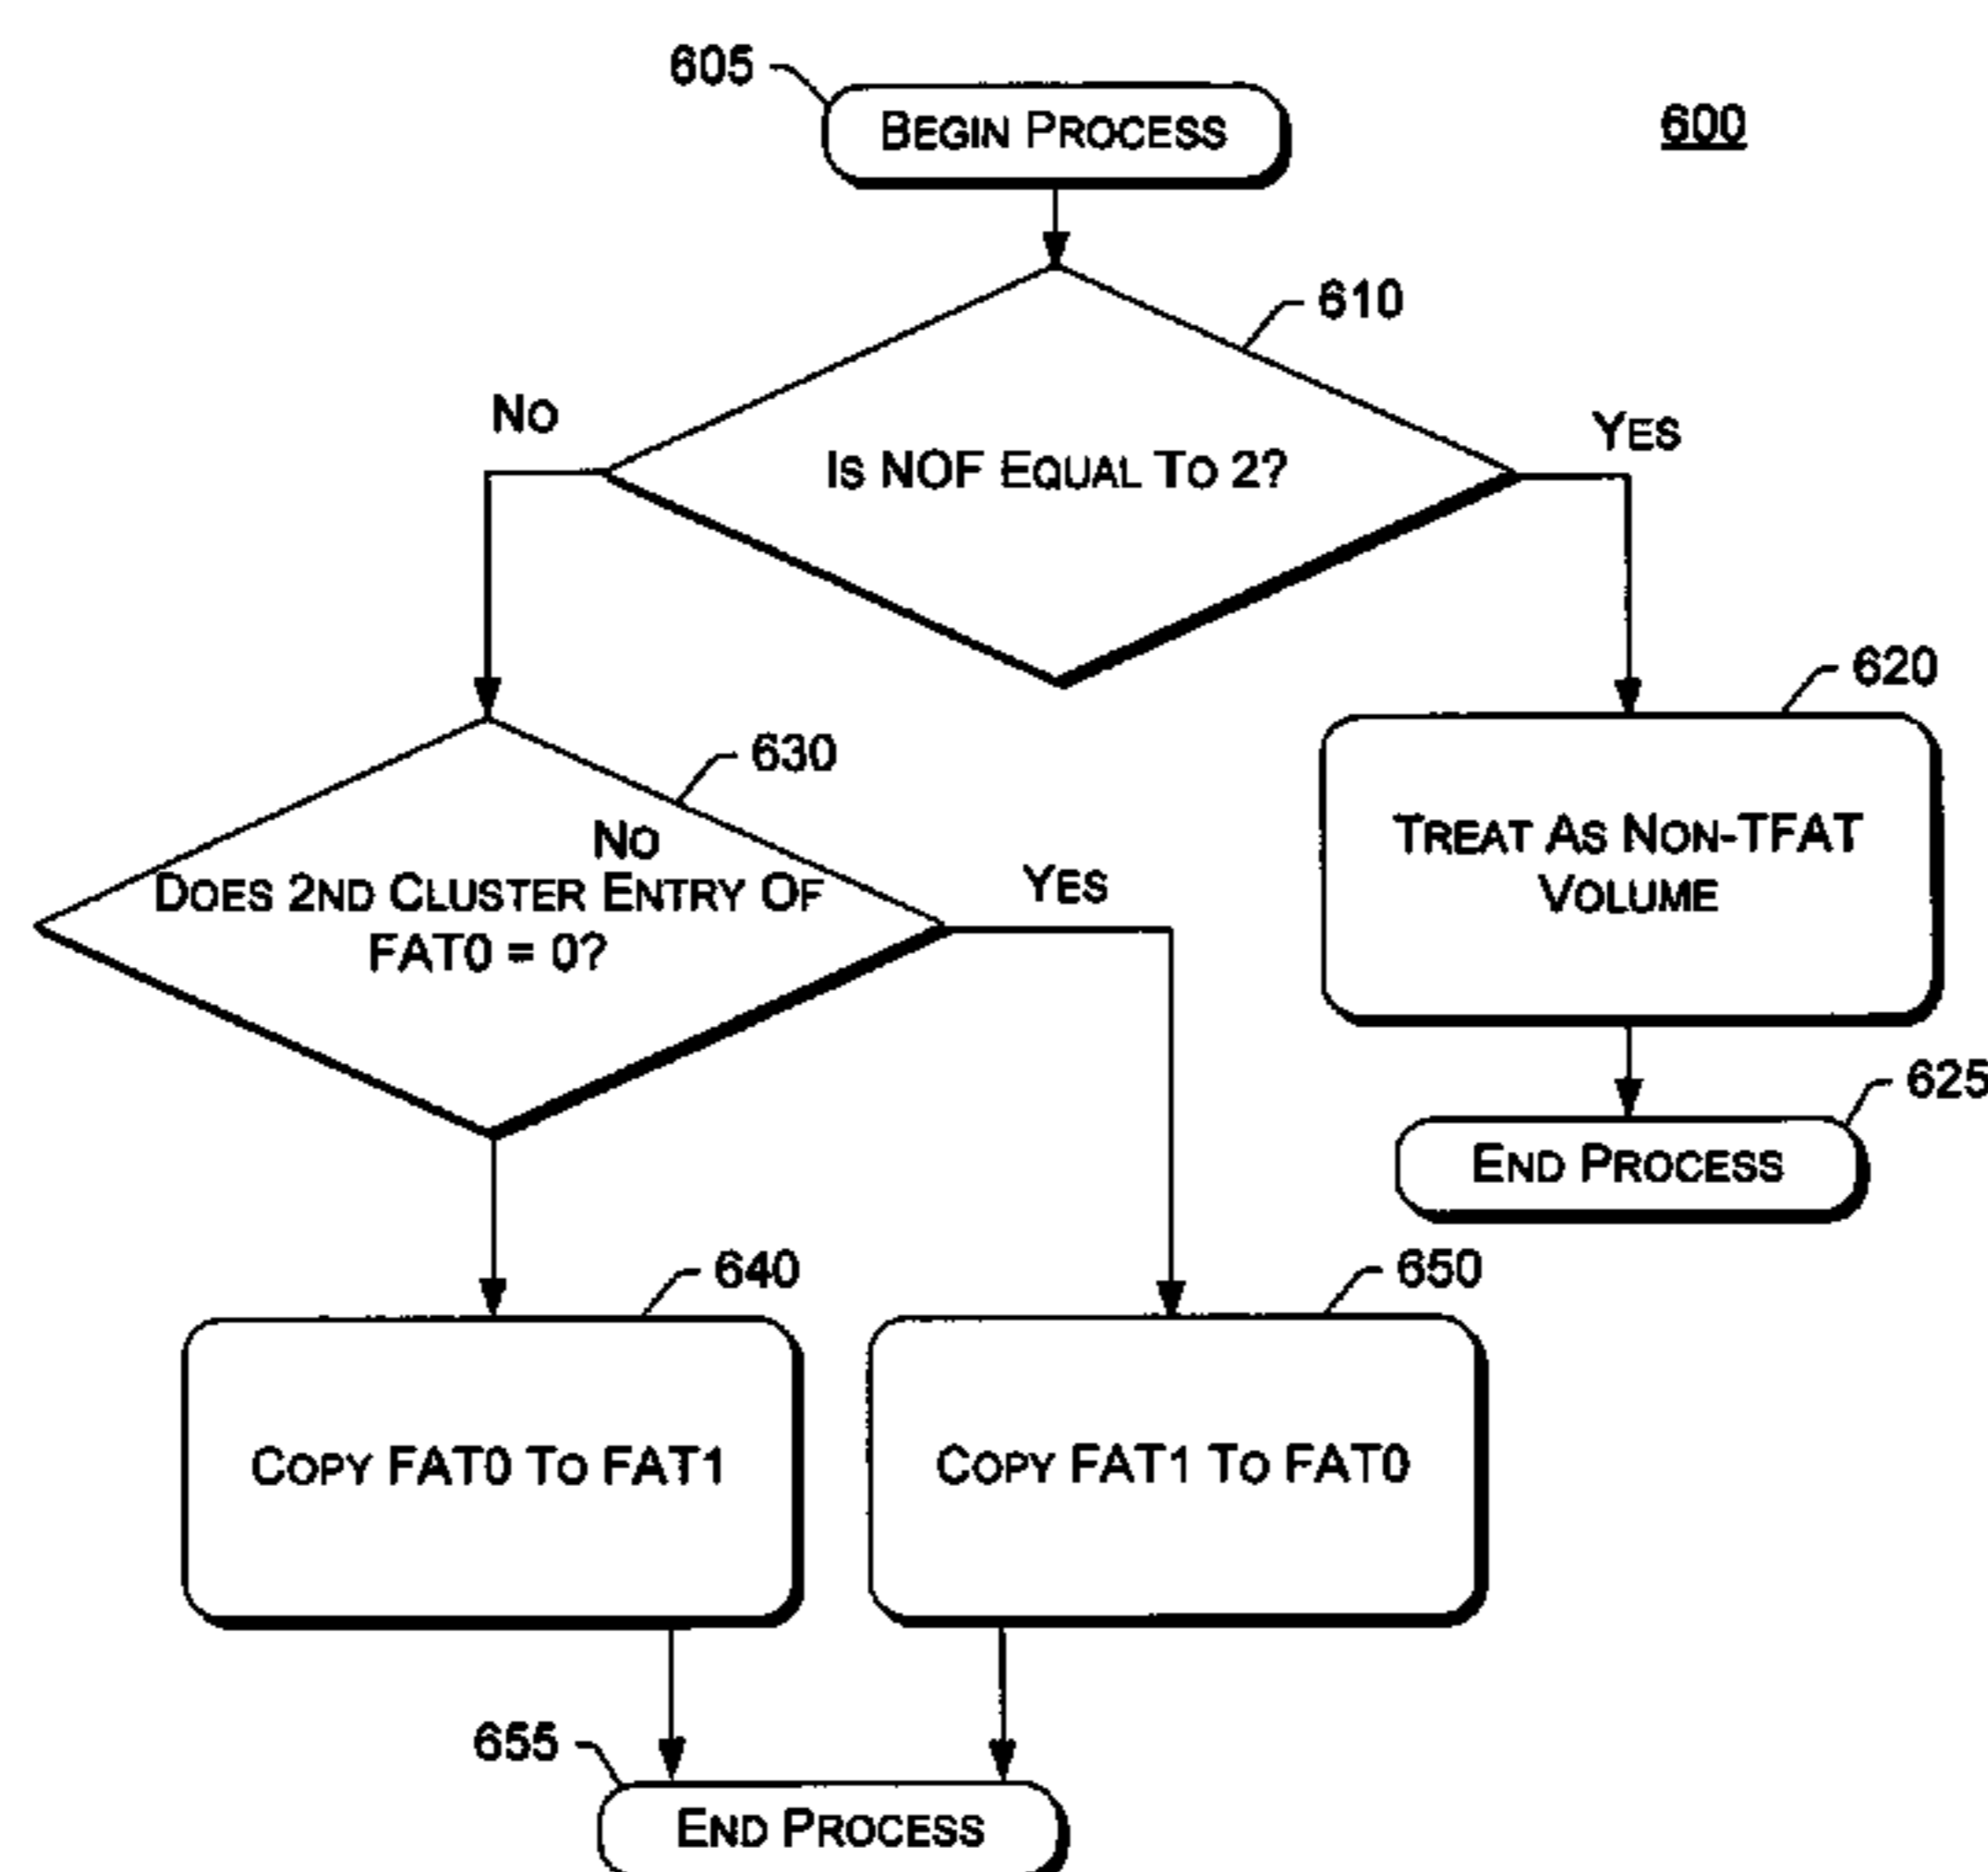 605
BEGIN PROCESS
600
610
NO
YES
IS NOF EQUAL TO 2?
620
630
NO
DOES 2ND CLUSTER ENTRY OF
FAT0 = 0?
YES
TREAT AS NON-TFAT
VOLUME
625
END PROCESS
640
650
COPY FAT0 TO FAT1
COPY FAT1 TO FAT0
655
END PROCESS